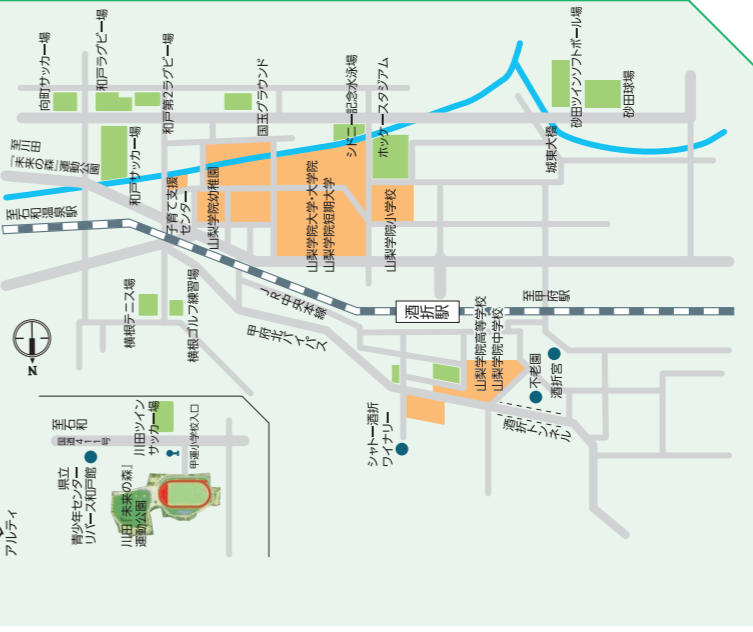 向町サッカー場
和戸ラグビー場
和戸第2ラグビー場
国玉グラウンド
シドニー記念水泳場
ホッケースタジアム
砂田ツインソフトボール場
砂田球場
城東大橋
至川田
「未来の森」運動
公園
和戸サッカー場
子育て支援
センター
山梨学院幼稚園
山梨学院大学・大学院
山梨学院短期大学
山梨学院小学校
至石和温泉駅
横根テニス場
横根ゴルフ練習場
JR中央本線
甲府北バイパス
酒折駅
至甲府駅
山梨学院高等学校
山梨学院中学校
不老園
酒折宮
酒折トンネル
シャトー酒折
ワイナリー
N
至石和
国道411号
川田ツイン
サッカー場
甲運小学校入口
県立
青少年センター
リバース和戸館
川田「未来の森」
運動公園
アルティ